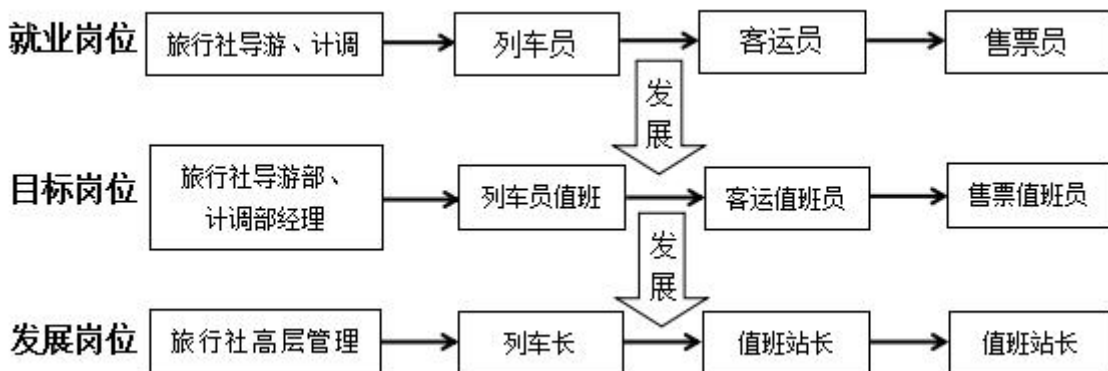 就业岗位 旅行社导游、计调 列车员 客运员 售票员
发
展
目标岗位 旅行社导游部、
计调部经理 列车员值班 客运值班员 售票值班员
发
展
发展岗位 旅行社高层管理 列车长 值班站长 值班站长